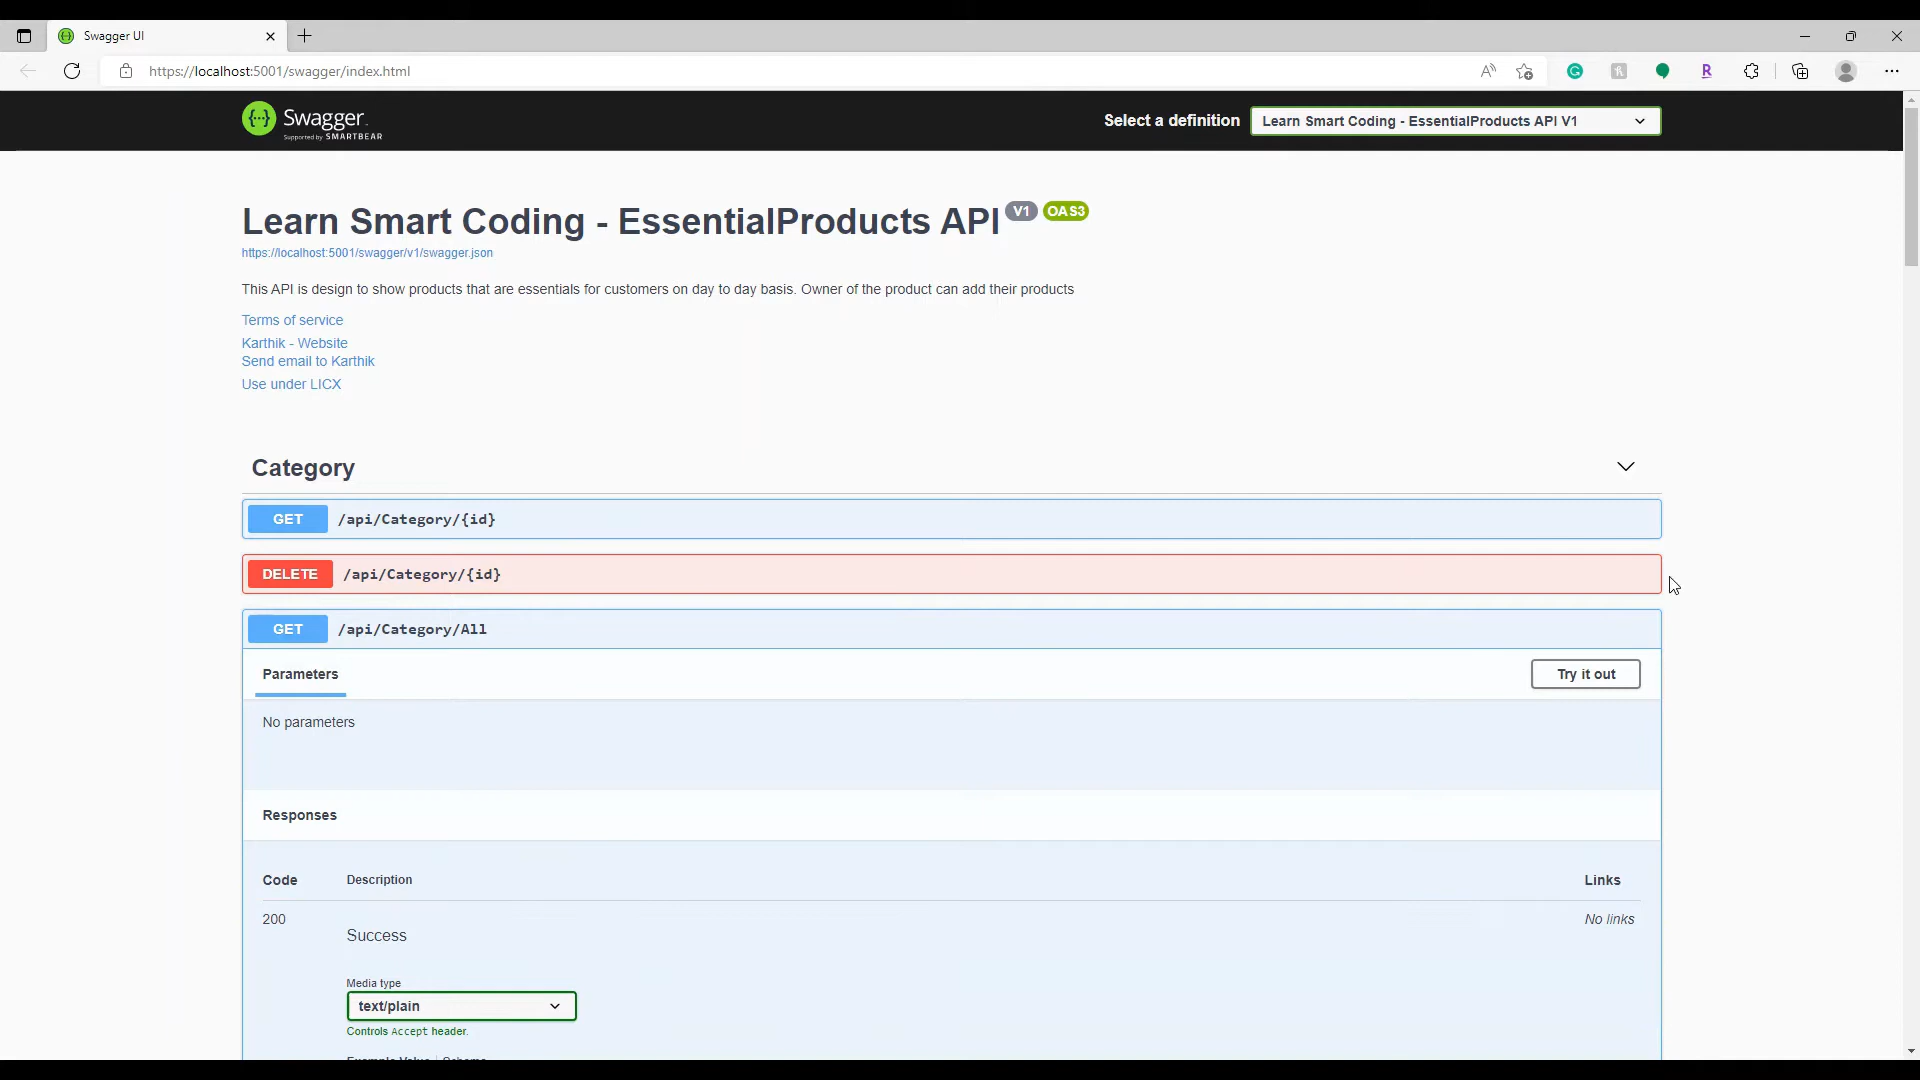 Swagger UI
https://localhost:5001/swagger/index.html
Swagger
Supported by SMARTBEAR
Select a definition
Learn Smart Coding - EssentialProducts API V1
Learn Smart Coding - EssentialProducts API V1 OAS3
https://localhost:5001/swagger/v1/swagger.json
This API is design to show products that are essentials for customers on day to day basis. Owner of the product can add their products
Terms of service
Karthik - Website
Send email to Karthik
Use under LICX
Category
GET /api/Category/{id}
DELETE /api/Category/{id}
GET /api/Category/All
Parameters
Try it out
No parameters
Responses
Code Description Links
200 No links
Success
Media type
text/plain
Controls Accept header.
Example Value | Schema